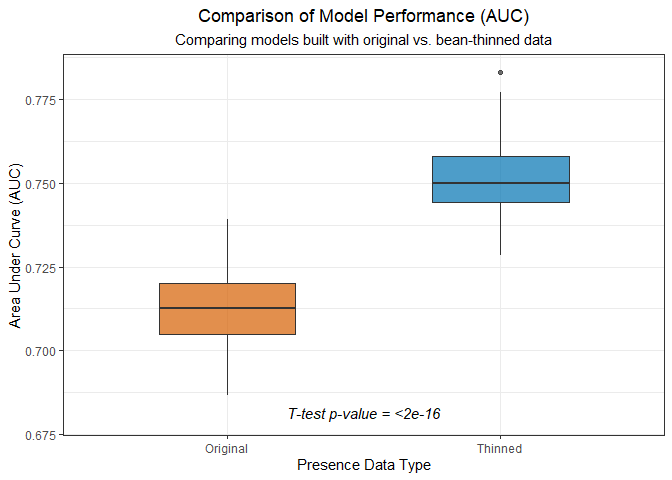 Comparison of Model Performance (AUC)
Comparing models built with original vs. bean-thinned data
Area Under Curve (AUC)
0.775
0.750
0.725
0.700
0.675
T-test p-value = <2e-16
Original
Thinned
Presence Data Type